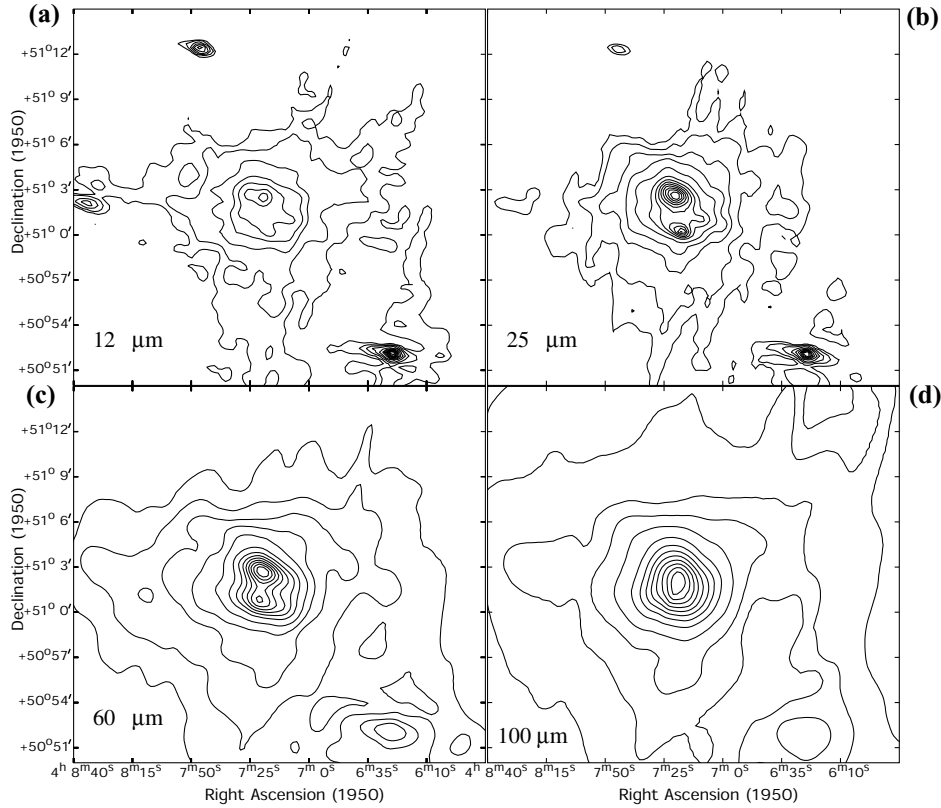 (a)
(b)
Declination (1950)
+51° 12′
+51° 9′
+51° 6′
+51° 3′
+51° 0′
+50° 57′
+50° 54′
+50° 51′
12 μm
25 μm
(c)
(d)
Declination (1950)
+51° 12′
+51° 9′
+51° 6′
+51° 3′
+51° 0′
+50° 57′
+50° 54′
+50° 51′
60 μm
100 μm
4ʰ 8ᵐ40ˢ 8ᵐ15ˢ 7ᵐ50ˢ 7ᵐ25ˢ 7ᵐ 0ˢ 6ᵐ35ˢ 6ᵐ10ˢ 4ʰ 8ᵐ40ˢ 8ᵐ15ˢ 7ᵐ50ˢ 7ᵐ25ˢ 7ᵐ 0ˢ 6ᵐ35ˢ 6ᵐ10ˢ
Right Ascension (1950) Right Ascension (1950)